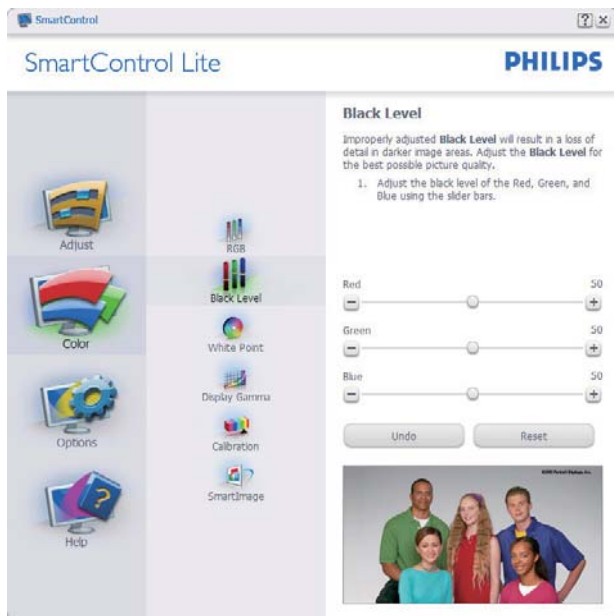 SmartControl
SmartControl Lite
PHILIPS
Adjust
Color
Options
Help
RGB
Black Level
White Point
Display Gamma
Calibration
SmartImage
Black Level
Improperly adjusted Black Level will result in a loss of
detail in darker image areas. Adjust the Black Level for
the best possible picture quality.
1. Adjust the black level of the Red, Green, and
Blue using the slider bars.
Red 50
Green 50
Blue 50
Undo Reset